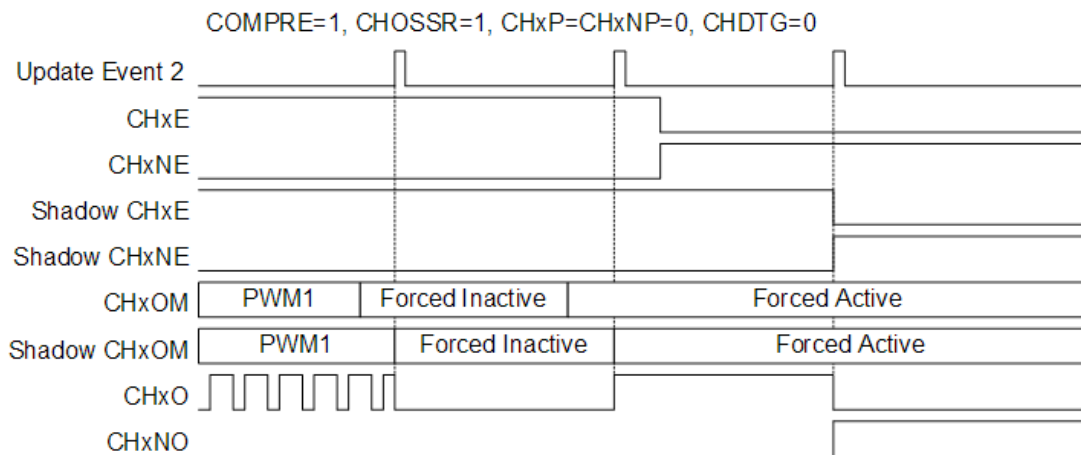 COMPRE=1, CHOSSR=1, CHxP=CHxNP=0, CHDTG=0
Update Event 2
CHxE
CHxNE
Shadow CHxE
Shadow CHxNE
CHxOM PWM1 Forced Inactive Forced Active
Shadow CHxOM PWM1 Forced Inactive Forced Active
CHxO
CHxNO